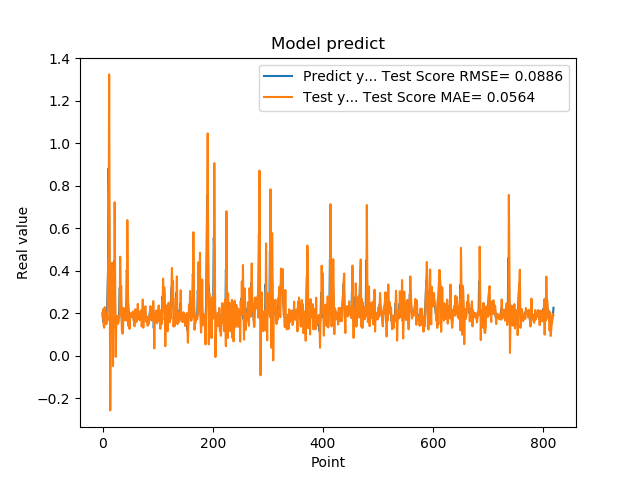 Model predict
Predict y... Test Score RMSE= 0.0886
Test y... Test Score MAE= 0.0564
1.4
1.2
1.0
0.8
0.6
0.4
0.2
0.0
−0.2
Real value
0 200 400 600 800
Point